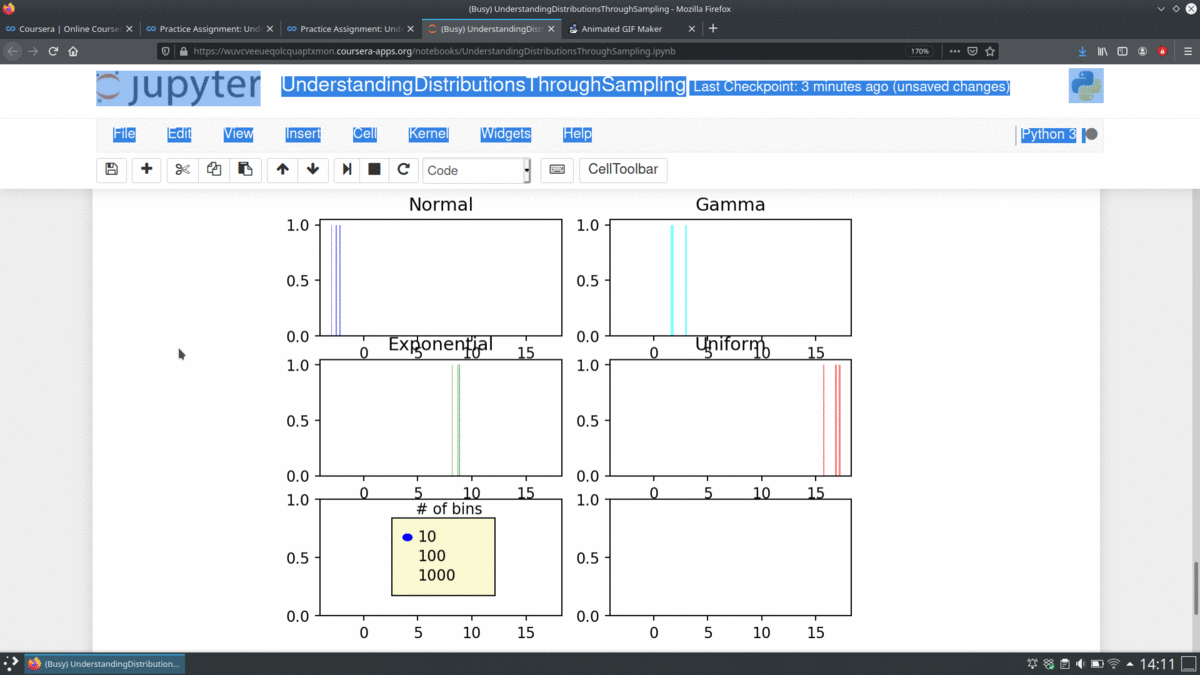 (Busy) UnderstandingDistributionsThroughSampling - Mozilla Firefox
Coursera | Online Course
Practice Assignment: Und
Practice Assignment: Und
(Busy) UnderstandingDist
Animated GIF Maker
https://wuvcveeueqolcquaptxmon.coursera-apps.org/notebooks/UnderstandingDistributionsThroughSampling.ipynb
170%
jupyter
UnderstandingDistributionsThroughSampling Last Checkpoint: 3 minutes ago (unsaved changes)
File Edit View Insert Cell Kernel Widgets Help Python 3
Code CellToolbar
Normal
1.0
0.5
0.0
0 5 10 15
Gamma
1.0
0.5
0.0
0 5 10 15
Exponential
1.0
0.5
0.0
0 5 10 15
Uniform
1.0
0.5
0.0
0 5 10 15
# of bins
1.0
0.5
0.0
10
100
1000
0 5 10 15
1.0
0.5
0.0
0 5 10 15
(Busy) UnderstandingDistribution...
14:11